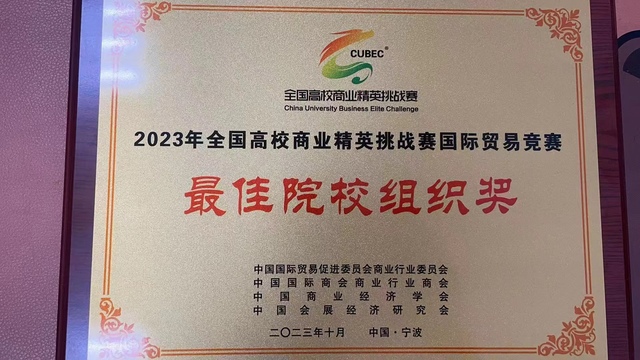 CUBEC®
全国高校商业精英挑战赛
China University Business Elite Challenge
2023年全国高校商业精英挑战赛国际贸易竞赛
最佳院校组织奖
中国国际贸易促进委员会商业行业委员会
中国国际商会商业行业商会
中国商业经济学会
中国会展经济研究会
二〇二三年十月 中国·宁波